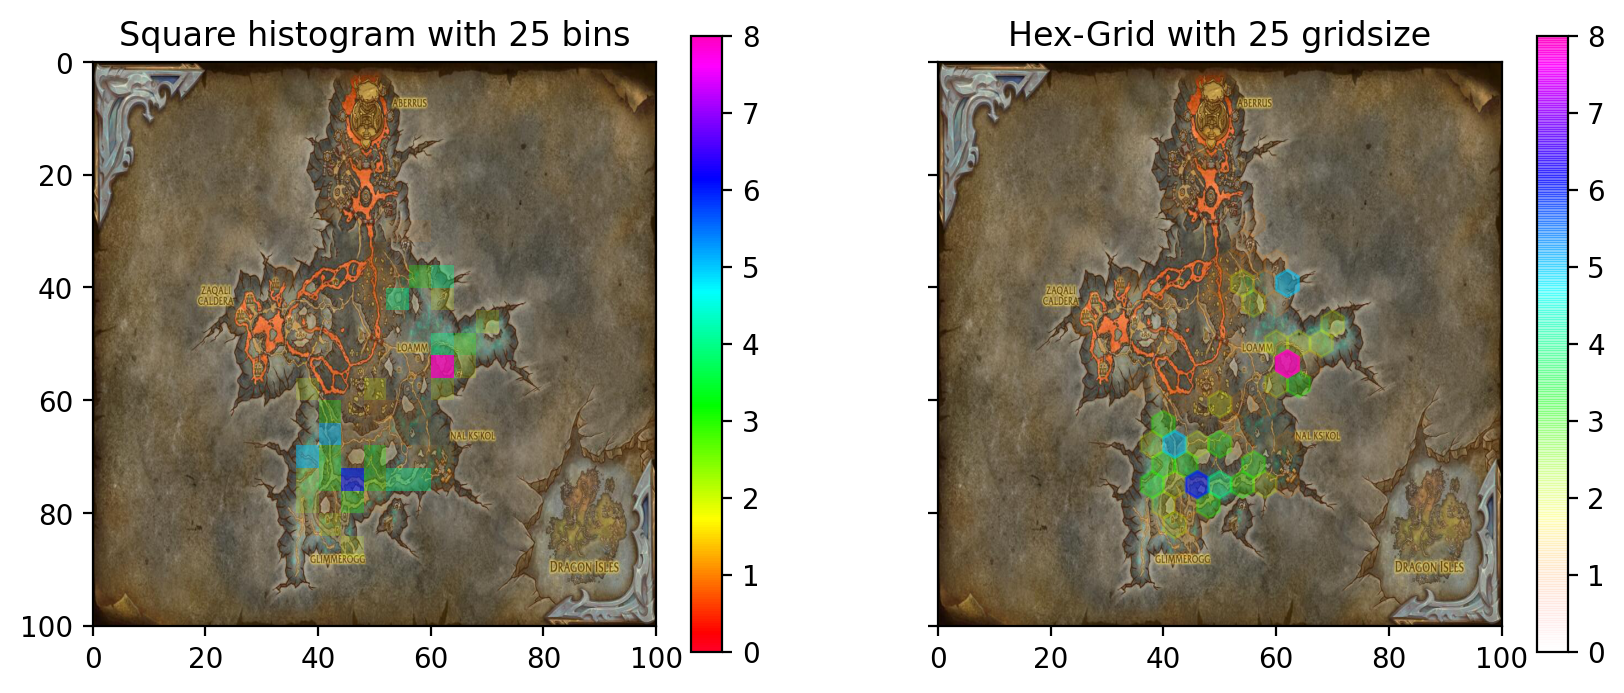 Square histogram with 25 bins
0
20
40
60
80
100
0
20
40
60
80
100
ABERRUS
ZAQALI
CALDERA
LOAMM
NAL KS'KOL
GLIMMEROGG
DRAGON ISLES
8
7
6
5
4
3
2
1
0
Hex-Grid with 25 gridsize
ABERRUS
ZAQALI
CALDERA
LOAMM
NAL KS'KOL
GLIMMEROGG
DRAGON ISLES
0
20
40
60
80
100
8
7
6
5
4
3
2
1
0